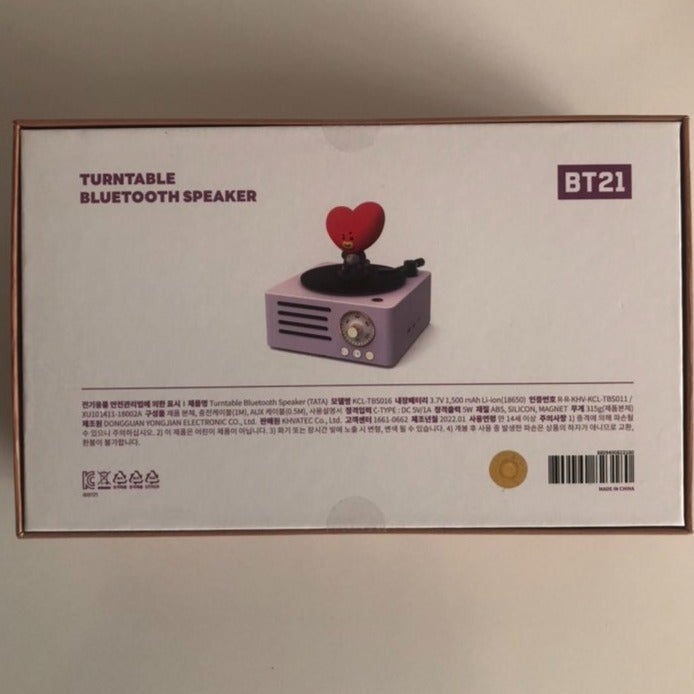 TURNTABLE
BLUETOOTH SPEAKER
BT21
전기용품 안전관리법에 의한 표시 : 제품명 Turntable Bluetooth Speaker (TATA) 모델명 KCL-TBS016 내장배터리 3.7V 1,500 mAh Li-ion(18650) 인증번호 R-R-KHV-KCL-TBS011 /
XU101411-18002A 구성품 제품 본체, 충전케이블(1M), AUX 케이블(0.5M), 사용설명서 정격입력 C-TYPE : DC 5V/1A 정격출력 5W 재질 ABS, SILICON, MAGNET 무게 315g(제품본체)
제조원 DONGGUAN YONGJIAN ELECTRONIC CO., Ltd. 판매원 KHVATEC Co., Ltd. 고객센터 1661-0662 제조년월 2022.01 사용연령 만 14세 이상 주의사항 1) 충격에 의해 파손될
수 있으니 주의하십시오. 2) 이 제품은 어린이 제품이 아닙니다. 3) 화기 또는 장시간 빛에 노출 시 변형, 변색 될 수 있습니다. 4) 개봉 후 사용 중 발생한 파손은 상품의 하자가 아니므로 교환,
환불이 불가합니다.
MADE IN CHINA